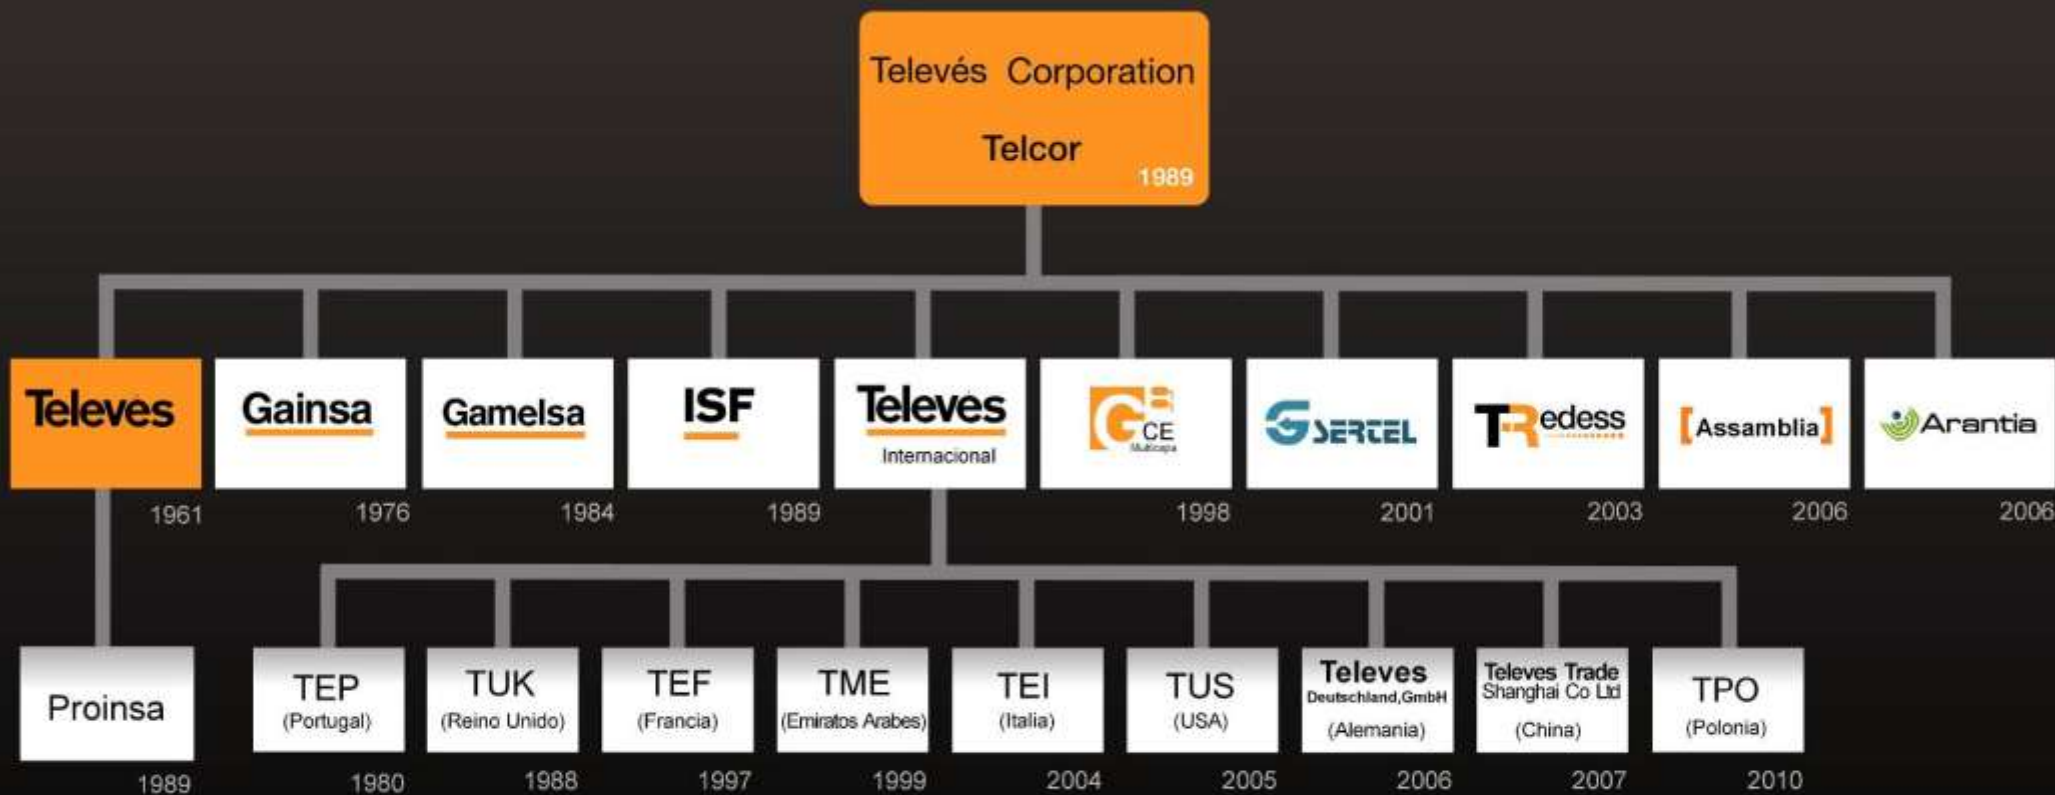 Televés Corporation
Telcor
1989
Televes
1961
Gainsa
1976
Gamelsa
1984
ISF
1989
Televes
Internacional
GB
CE
Multicapa
1998
SERTEL
2001
TRedess
2003
[Assamblia]
2006
Arantia
2006
Proinsa
1989
TEP
(Portugal)
1980
TUK
(Reino Unido)
1988
TEF
(Francia)
1997
TME
(Emiratos Arabes)
1999
TEI
(Italia)
2004
TUS
(USA)
2005
Televes
Deutschland,GmbH
(Alemania)
2006
Televes Trade
Shanghai Co Ltd
(China)
2007
TPO
(Polonia)
2010